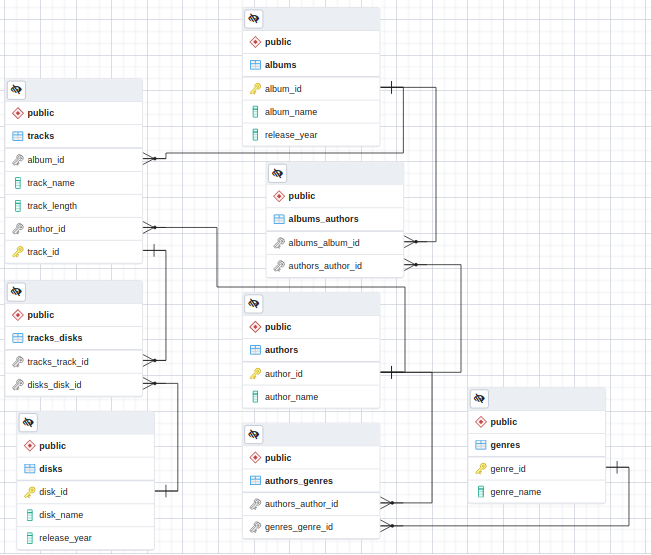 public
albums
album_id
album_name
release_year
public
tracks
album_id
track_name
track_length
author_id
track_id
public
albums_authors
albums_album_id
authors_author_id
public
tracks_disks
tracks_track_id
disks_disk_id
public
authors
author_id
author_name
public
disks
disk_id
disk_name
release_year
public
authors_genres
authors_author_id
genres_genre_id
public
genres
genre_id
genre_name